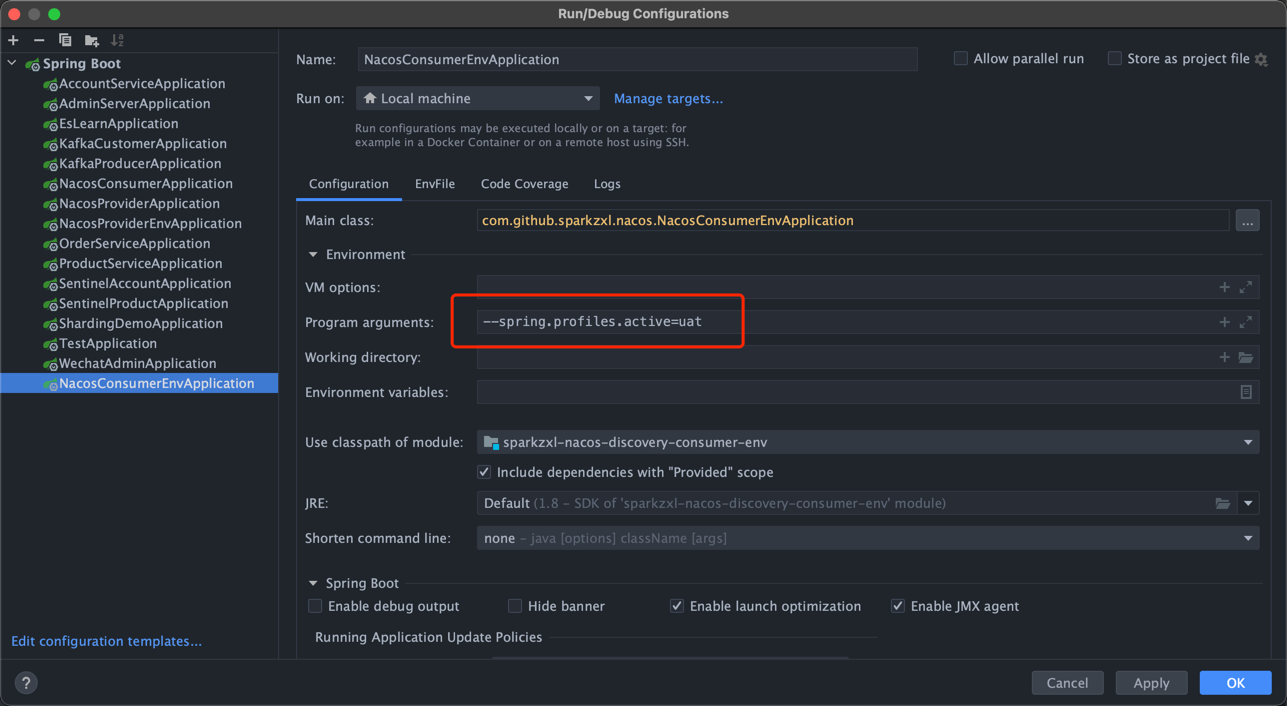 Run/Debug Configurations
Spring Boot
AccountServiceApplication
AdminServerApplication
EsLearnApplication
KafkaCustomerApplication
KafkaProducerApplication
NacosConsumerApplication
NacosProviderApplication
NacosProviderEnvApplication
OrderServiceApplication
ProductServiceApplication
SentinelAccountApplication
SentinelProductApplication
ShardingDemoApplication
TestApplication
WechatAdminApplication
NacosConsumerEnvApplication
Edit configuration templates...
Name: NacosConsumerEnvApplication Allow parallel run Store as project file
Run on: Local machine Manage targets...
Run configurations may be executed locally or on a target: for
example in a Docker Container or on a remote host using SSH.
Configuration EnvFile Code Coverage Logs
Main class: com.github.sparkzxl.nacos.NacosConsumerEnvApplication ...
Environment
VM options:
Program arguments: --spring.profiles.active=uat
Working directory:
Environment variables:
Use classpath of module: sparkzxl-nacos-discovery-consumer-env
Include dependencies with "Provided" scope
JRE: Default (1.8 – SDK of 'sparkzxl-nacos-discovery-consumer-env' module)
Shorten command line: none – java [options] className [args]
Spring Boot
Enable debug output Hide banner Enable launch optimization Enable JMX agent
Running Application Update Policies
? Cancel Apply OK